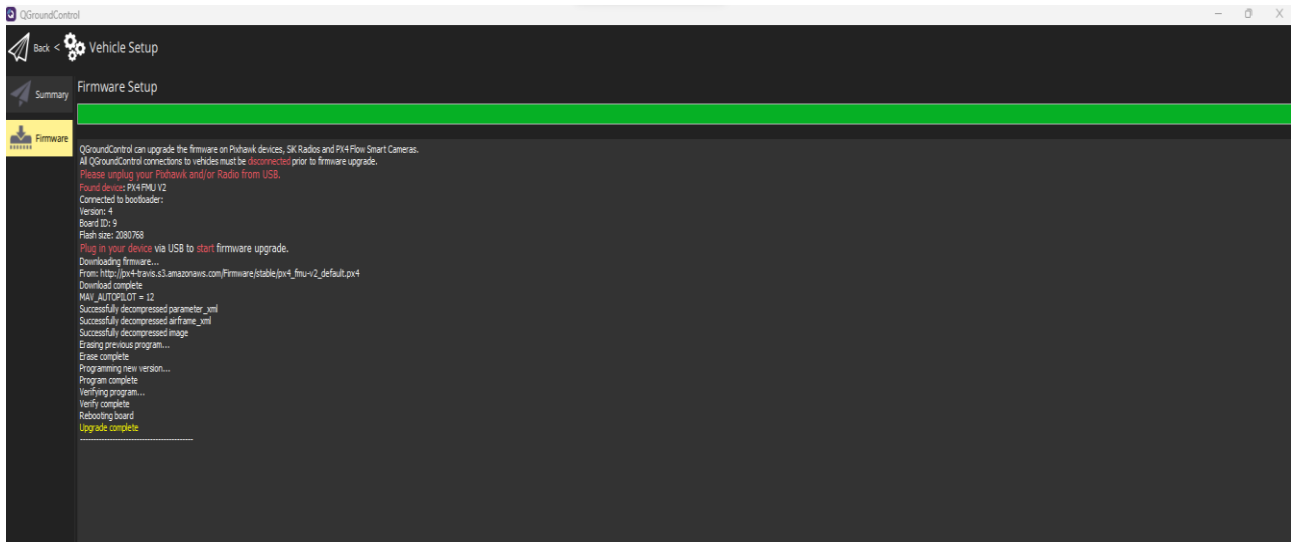 QGroundControl
Back < Vehicle Setup
Summary
Firmware
Firmware Setup
QGroundControl can upgrade the firmware on Pixhawk devices, SiK Radios and PX4 Flow Smart Cameras.
All QGroundControl connections to vehicles must be disconnected prior to firmware upgrade.
Please unplug your Pixhawk and/or Radio from USB.
Found device: PX4 FMU V2
Connected to bootloader:
Version: 4
Board ID: 9
Flash size: 2080768
Plug in your device via USB to start firmware upgrade.
Downloading firmware...
From: http://px4-travis.s3.amazonaws.com/Firmware/stable/px4_fmu-v2_default.px4
Download complete
MAV_AUTOPILOT = 12
Successfully decompressed parameter_xml
Successfully decompressed airframe_xml
Successfully decompressed image
Erasing previous program...
Erase complete
Programming new version...
Program complete
Verifying program...
Verify complete
Rebooting board
Upgrade complete
------------------------------------------